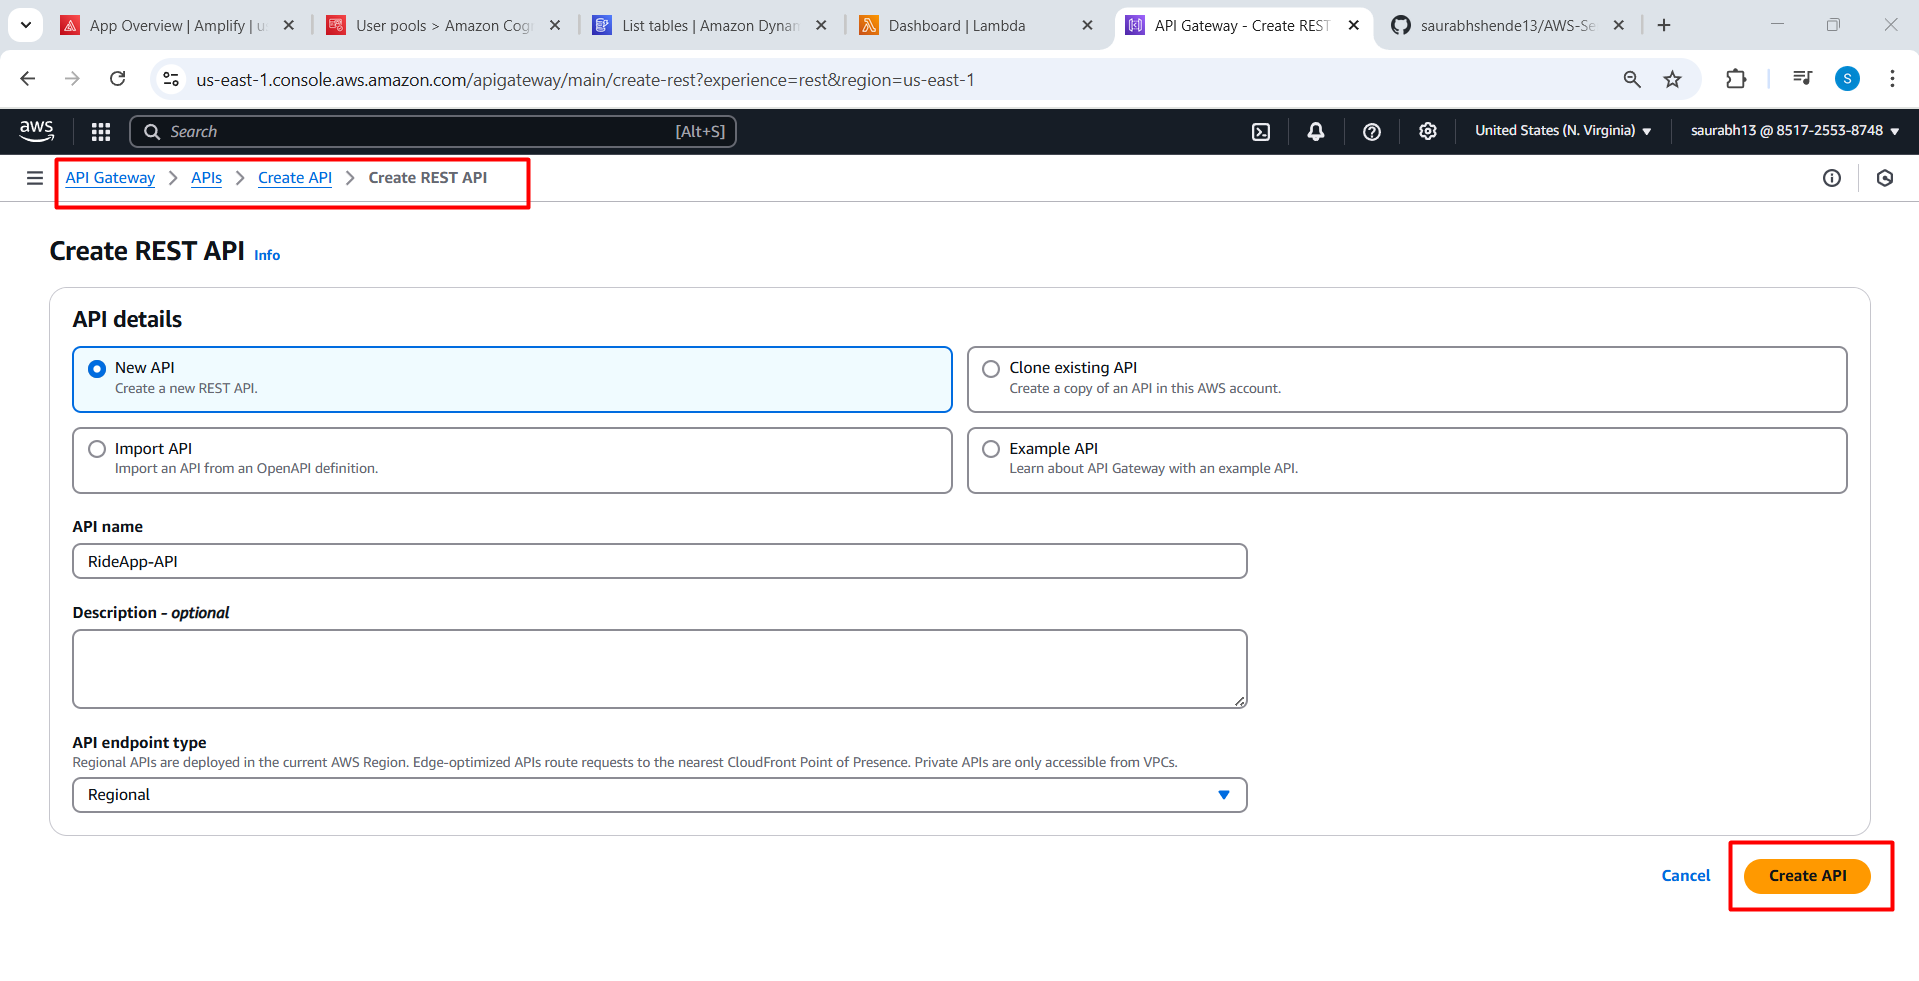 App Overview | Amplify | us
User pools > Amazon Cog
List tables | Amazon Dynan
Dashboard | Lambda
API Gateway - Create REST
saurabhshende13/AWS-Se
us-east-1.console.aws.amazon.com/apigateway/main/create-rest?experience=rest&region=us-east-1
S
aws
Search
[Alt+S]
United States (N. Virginia)
saurabh13 @ 8517-2553-8748
API Gateway > APIs > Create API > Create REST API
Create REST API Info
API details
New API
Create a new REST API.
Clone existing API
Create a copy of an API in this AWS account.
Import API
Import an API from an OpenAPI definition.
Example API
Learn about API Gateway with an example API.
API name
RideApp-API
Description - optional
API endpoint type
Regional APIs are deployed in the current AWS Region. Edge-optimized APIs route requests to the nearest CloudFront Point of Presence. Private APIs are only accessible from VPCs.
Regional
Cancel
Create API